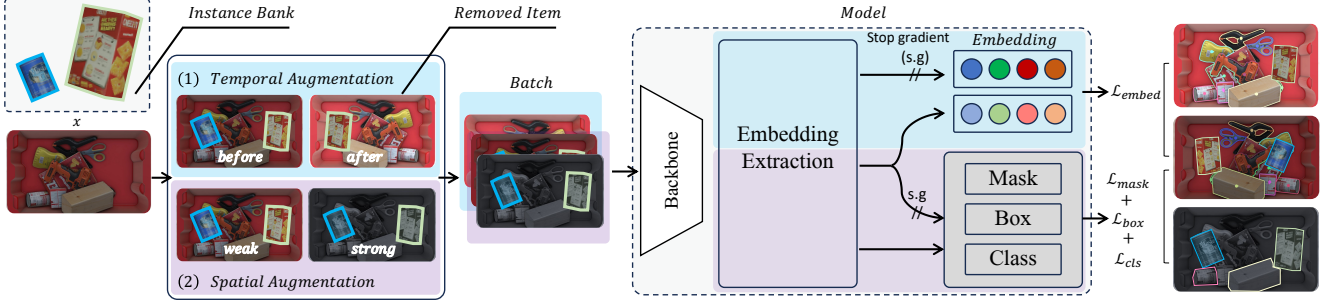 Instance Bank
Removed Item
Model
x
(1) Temporal Augmentation
before
after
weak
strong
(2) Spatial Augmentation
Batch
Backbone
Embedding
Extraction
Stop gradient
(s.g)
//
Embedding
s.g
//
Mask
Box
Class
ℒembed
ℒmask
+
ℒbox
+
ℒcls